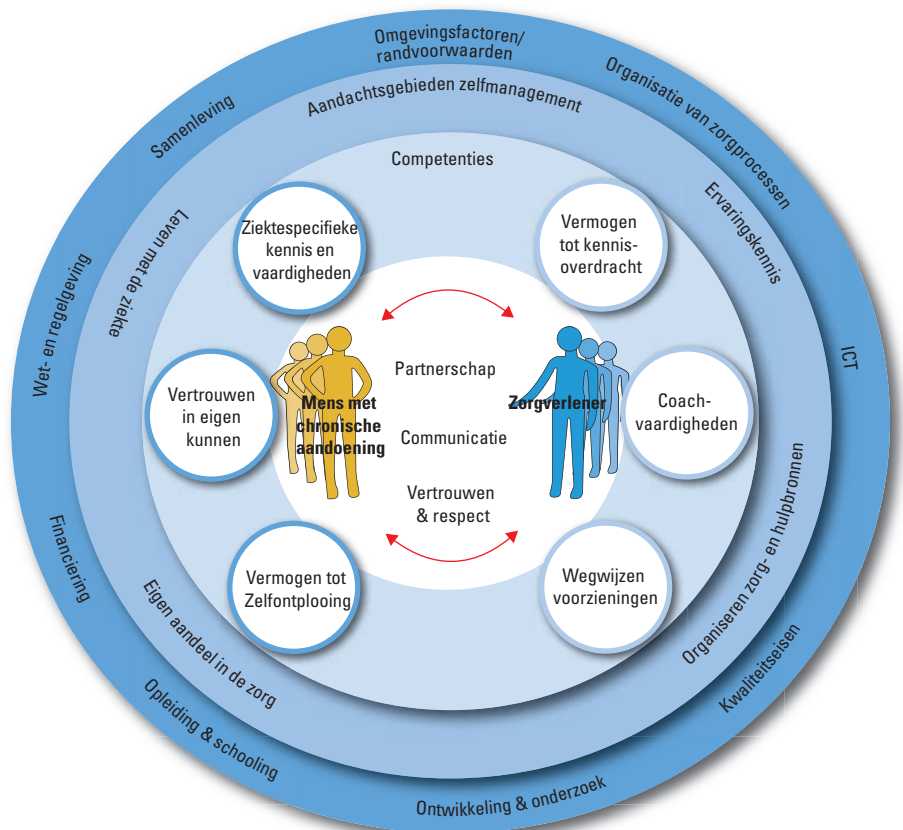 Omgevingsfactoren/
randvoorwaarden
Organisatie van zorgprocessen
ICT
Kwaliteitseisen
Ontwikkeling & onderzoek
Opleiding & schooling
Financiering
Wet- en regelgeving
Samenleving
Aandachtsgebieden zelfmanagement
Ervaringskennis
Organiseren zorg- en hulpbronnen
Eigen aandeel in de zorg
Leven met de ziekte
Competenties
Ziektespecifieke
kennis en
vaardigheden
Vermogen
tot kennis-
overdracht
Vertrouwen
in eigen
kunnen
Mens met
chronische
aandoening
Partnerschap
Communicatie
Vertrouwen
& respect
Zorgverlener
Coach-
vaardigheden
Vermogen tot
Zelfontplooing
Wegwijzen
voorzieningen